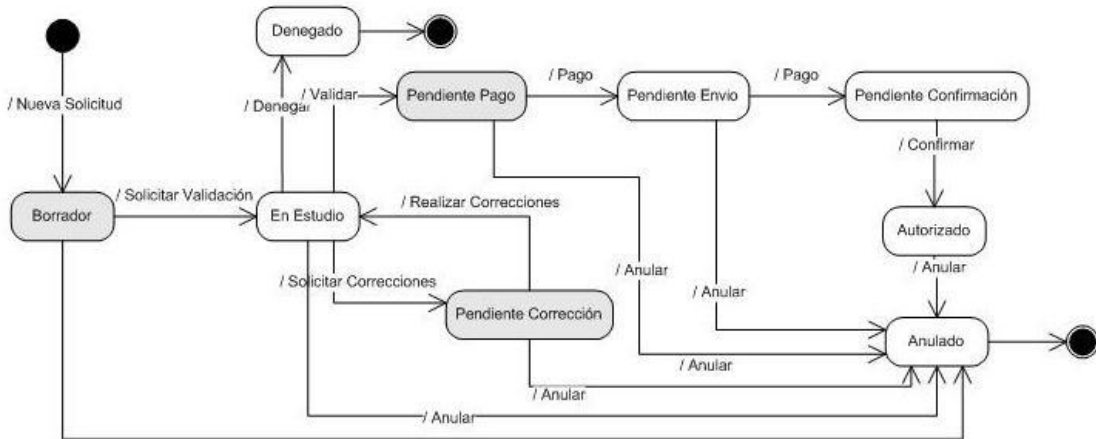 Denegado
/ Nueva Solicitud
/ Denegar
/ Validar
Pendiente Pago
/ Pago
Pendiente Envio
/ Pago
Pendiente Confirmación
/ Confirmar
Borrador
/ Solicitar Validación
En Estudio
/ Realizar Correcciones
Autorizado
/ Solicitar Correcciones
/ Anular
/ Anular
/ Anular
Pendiente Corrección
Anulado
/ Anular
/ Anular
/ Anular